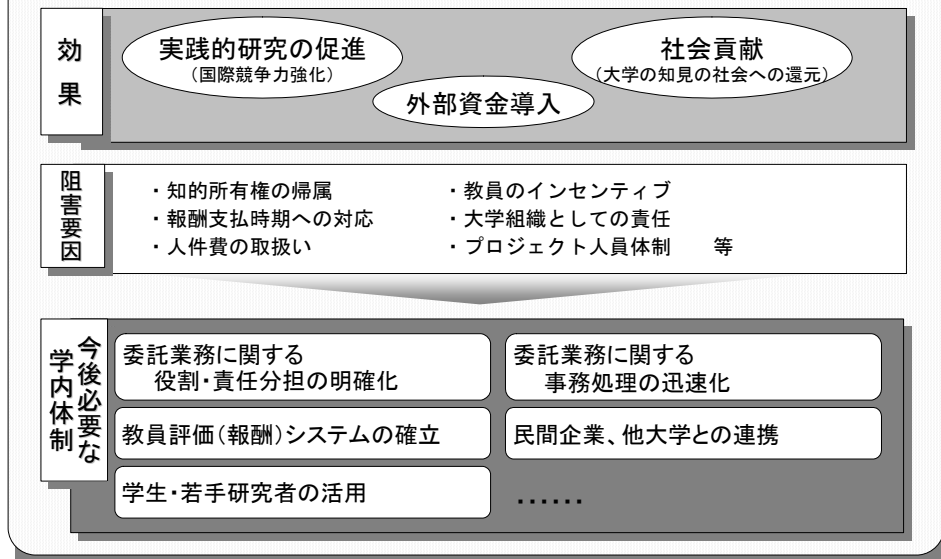 効果
実践的研究の促進
（国際競争力強化）
社会貢献
（大学の知見の社会への還元）
外部資金導入
阻害要因
・知的所有権の帰属
・教員のインセンティブ
・報酬支払時期への対応
・大学組織としての責任
・人件費の取扱い
・プロジェクト人員体制　等
今後必要な
学内体制
委託業務に関する
役割・責任分担の明確化
委託業務に関する
事務処理の迅速化
教員評価（報酬）システムの確立
民間企業、他大学との連携
学生・若手研究者の活用
・・・・・・